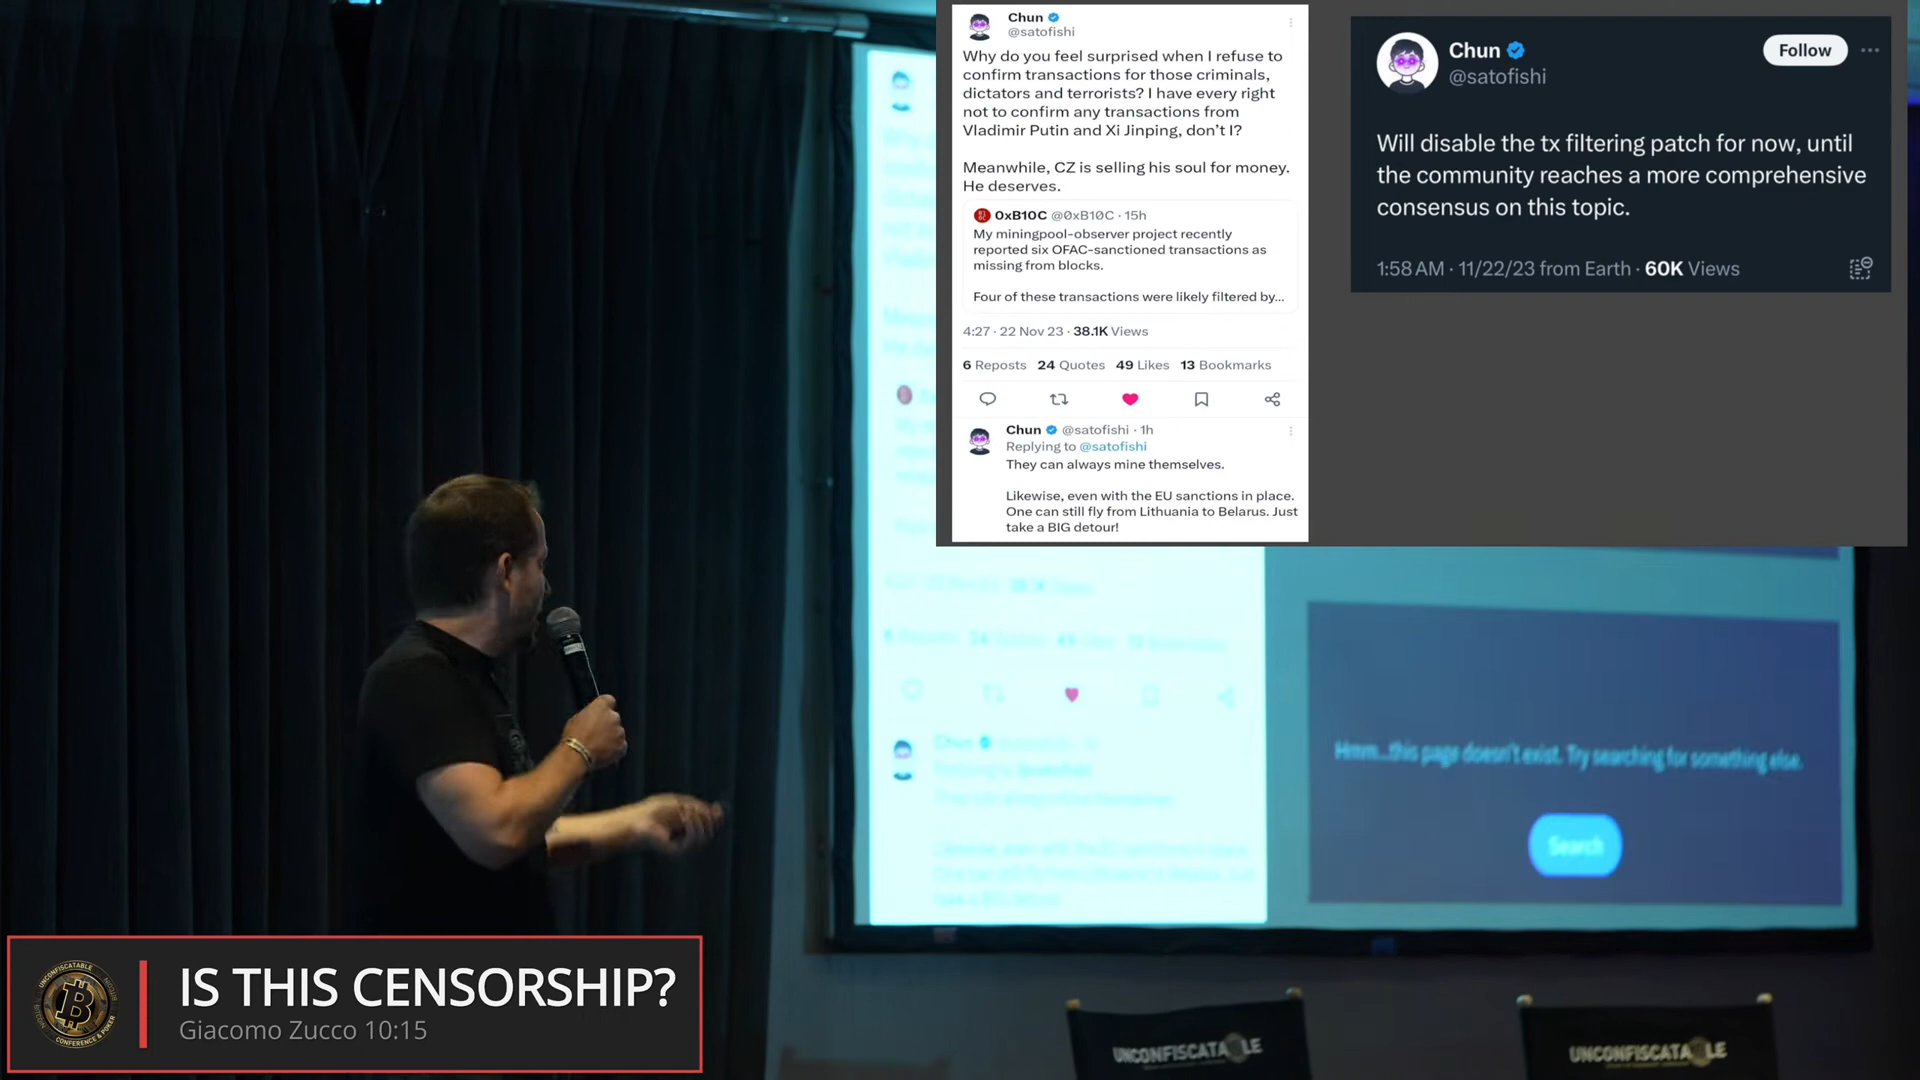 Chun
@satofishi
Why do you feel surprised when I refuse to
confirm transactions for those criminals,
dictators and terrorists? I have every right
not to confirm any transactions from
Vladimir Putin and Xi Jinping, don't I?
Meanwhile, CZ is selling his soul for money.
He deserves.
0xB10C @0xB10C · 15h
My miningpool-observer project recently
reported six OFAC-sanctioned transactions as
missing from blocks.
Four of these transactions were likely filtered by...
4:27 · 22 Nov 23 · 38.1K Views
6 Reposts 24 Quotes 49 Likes 13 Bookmarks
Chun @satofishi · 1h
Replying to @satofishi
They can always mine themselves.
Likewise, even with the EU sanctions in place.
One can still fly from Lithuania to Belarus. Just
take a BIG detour!
Chun
@satofishi
Follow
Will disable the tx filtering patch for now, until
the community reaches a more comprehensive
consensus on this topic.
1:58 AM · 11/22/23 from Earth · 60K Views
Hmm...this page doesn't exist. Try searching for something else.
Search
UNCONFISCATABLE
BITCOIN
CONFERENCE & POKER
IS THIS CENSORSHIP?
Giacomo Zucco 10:15
UNCONFISCATABLE
UNCONFISCATABLE